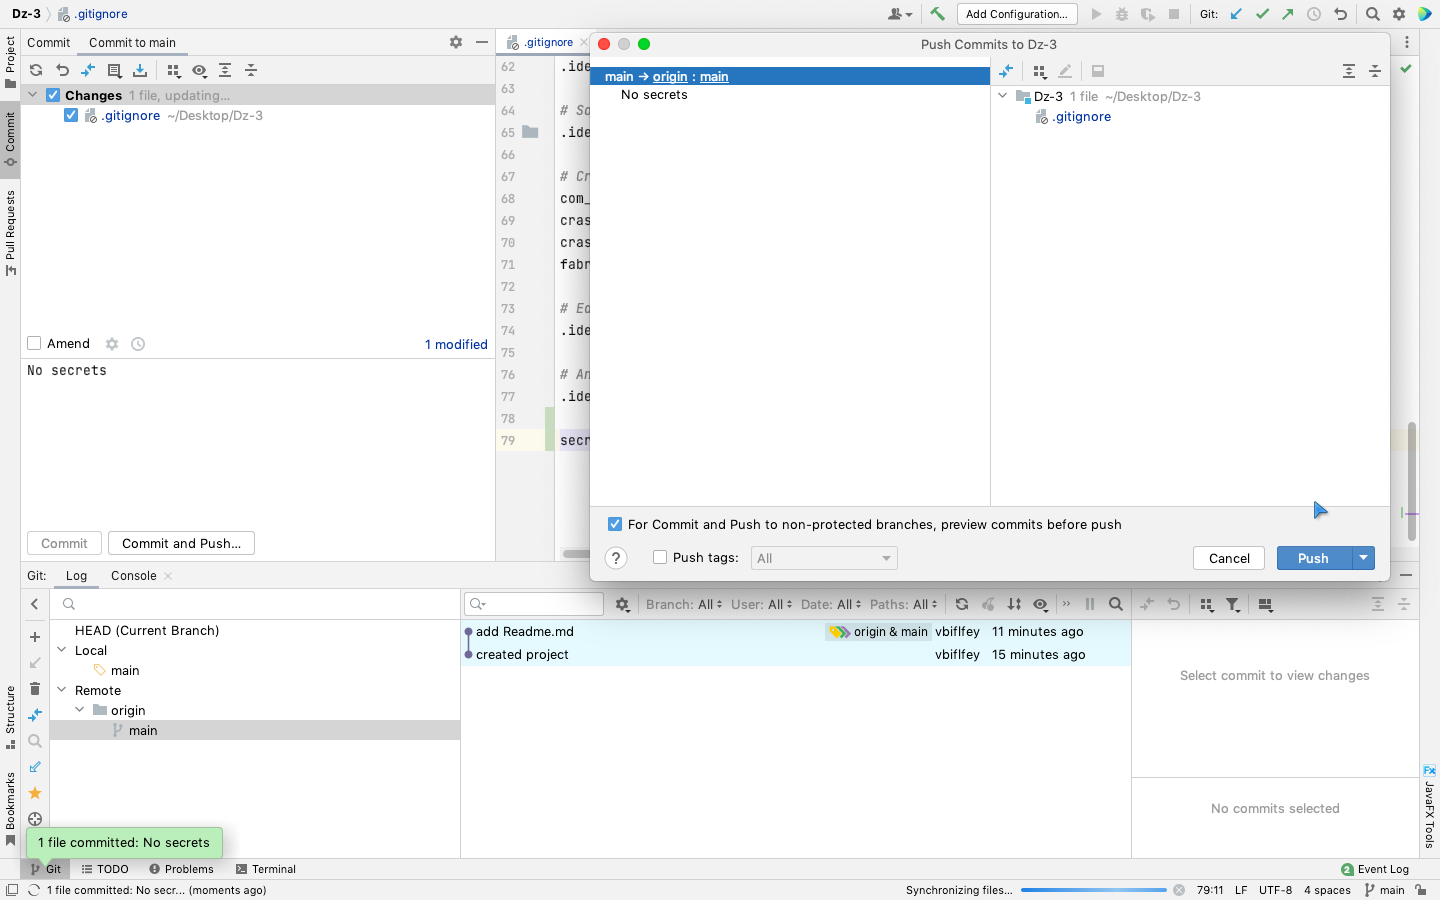 Dz-3
.gitignore
Add Configuration...
Git:
Project
Commit
Pull Requests
Structure
Bookmarks
Commit
Commit to main
Changes 1 file, updating...
.gitignore ~/Desktop/Dz-3
Amend
1 modified
No secrets
Commit
Commit and Push...
.gitignore
62 .ide
63
64 # So
65 .ide
66
67 # Cr
68 com_
69 cras
70 cras
71 fabr
72
73 # Ed
74 .ide
75
76 # An
77 .ide
78
79 secr
Push Commits to Dz-3
main → origin : main
No secrets
Dz-3 1 file ~/Desktop/Dz-3
.gitignore
For Commit and Push to non-protected branches, preview commits before push
?
Push tags:
All
Cancel
Push
Git:
Log
Console
HEAD (Current Branch)
Local
main
Remote
origin
main
Branch: All
User: All
Date: All
Paths: All
add Readme.md origin & main vbiflfey 11 minutes ago
created project vbiflfey 15 minutes ago
Select commit to view changes
No commits selected
Fx
JavaFX Tools
1 file committed: No secrets
Git
TODO
Problems
Terminal
2 Event Log
1 file committed: No secr... (moments ago)
Synchronizing files...
79:11
LF
UTF-8
4 spaces
main